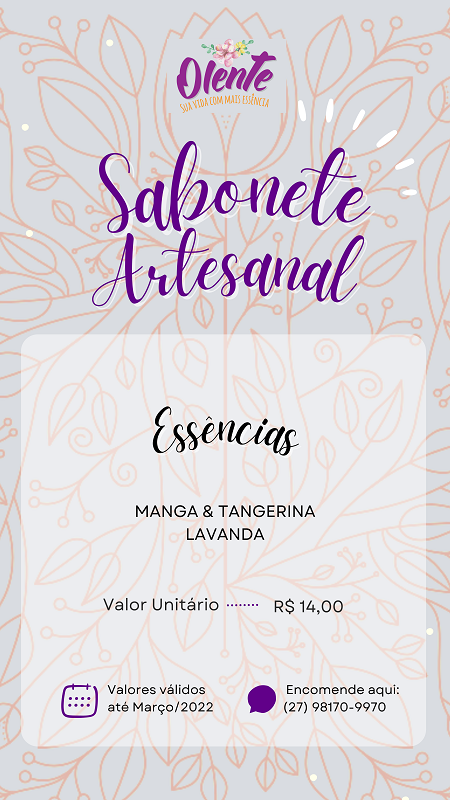 Olente
SUA VIDA COM MAIS ESSÊNCIA
Sabonete
Artesanal
Essências
MANGA & TANGERINA
LAVANDA
Valor Unitário ........ R$ 14,00
Valores válidos
até Março/2022
Encomende aqui:
(27) 98170-9970